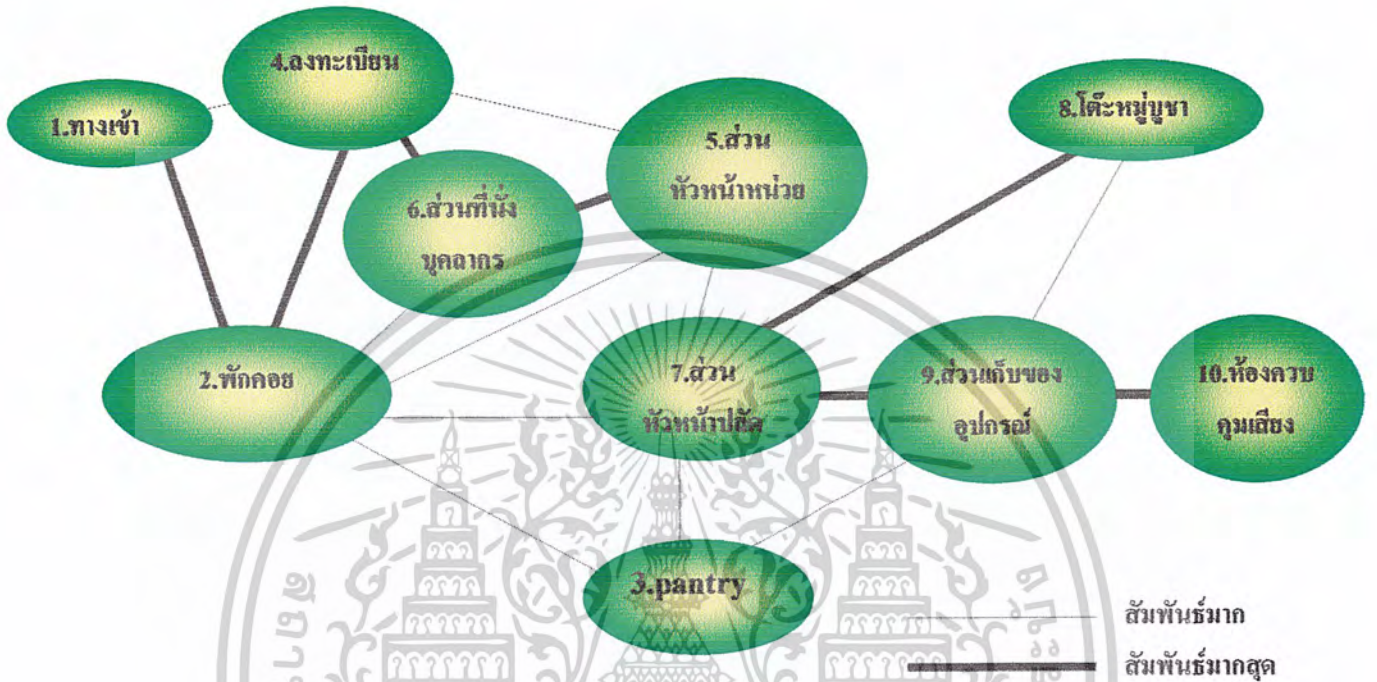 4.ลงทะเบียน
1.ทางเข้า
8.โต๊ะหมู่บูชา
5.ส่วน
หัวหน้าหน่วย
6.ส่วนที่นั่ง
บุคลากร
2.พักคอย
7.ส่วน
หัวหน้าปลัด
9.ส่วนเก็บของ
อุปกรณ์
10.ห้องควบ
คุมเสียง
3.pantry
สัมพันธ์มาก
สัมพันธ์มากสุด